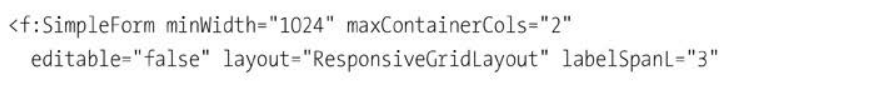 <f:SimpleForm minWidth="1024" maxContainerCols="2"
editable="false" layout="ResponsiveGridLayout" labelSpanL="3"